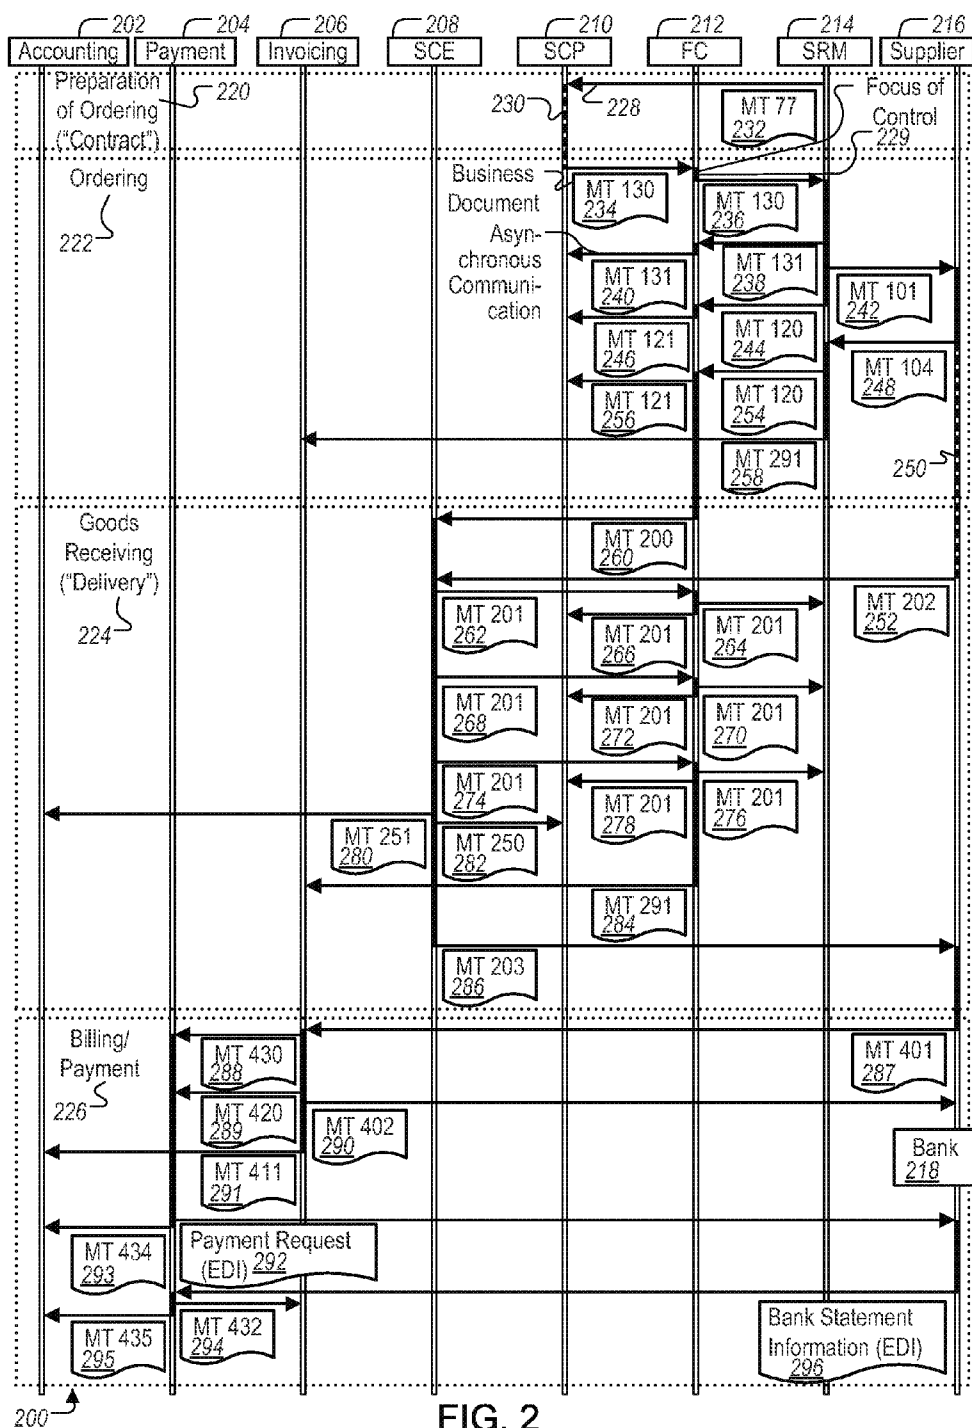 202 204 206 208 210 212 214 216
Accounting Payment Invoicing SCE SCP FC SRM Supplier
Preparation
of Ordering
("Contract")
220
230
228
MT 77
232
Focus of
Control
229
Ordering
222
Business
Document
MT 130
234
MT 130
236
Asyn-
chronous
Communi-
cation
MT 131
240
MT 131
238
MT 101
242
MT 121
246
MT 120
244
MT 104
248
MT 121
256
MT 120
254
250
MT 291
258
Goods
Receiving
("Delivery")
224
MT 200
260
MT 202
252
MT 201
262
MT 201
266
MT 201
264
MT 201
268
MT 201
272
MT 201
270
MT 201
274
MT 201
278
MT 201
276
MT 251
280
MT 250
282
MT 291
284
MT 203
286
Billing/
Payment
226
MT 430
288
MT 401
287
MT 420
289
MT 402
290
MT 411
291
Bank
218
MT 434
293
Payment Request
(EDI) 292
MT 435
295
MT 432
294
Bank Statement
Information (EDI)
296
200
FIG. 2